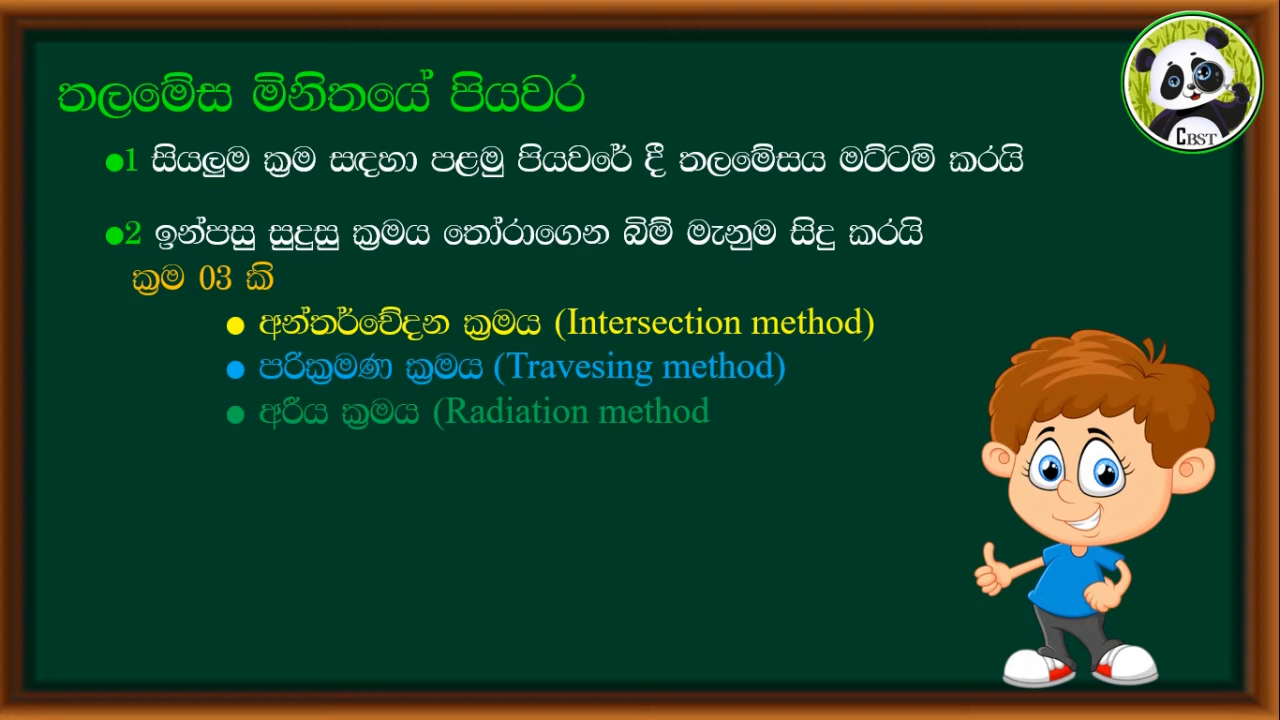 තලමේස මිනිතයේ පියවර
CBST
●1 සියලුම ක්‍රම සඳහා පළමු පියවරේ දී තලමේසය මට්ටම් කරයි
●2 ඉන්පසු සුදුසු ක්‍රමය තෝරාගෙන බිම් මැනුම සිදු කරයි
ක්‍රම 03 කි
● අන්තර්වේදන ක්‍රමය (Intersection method)
● පරික්‍රමණ ක්‍රමය (Travesing method)
● අරීය ක්‍රමය (Radiation method